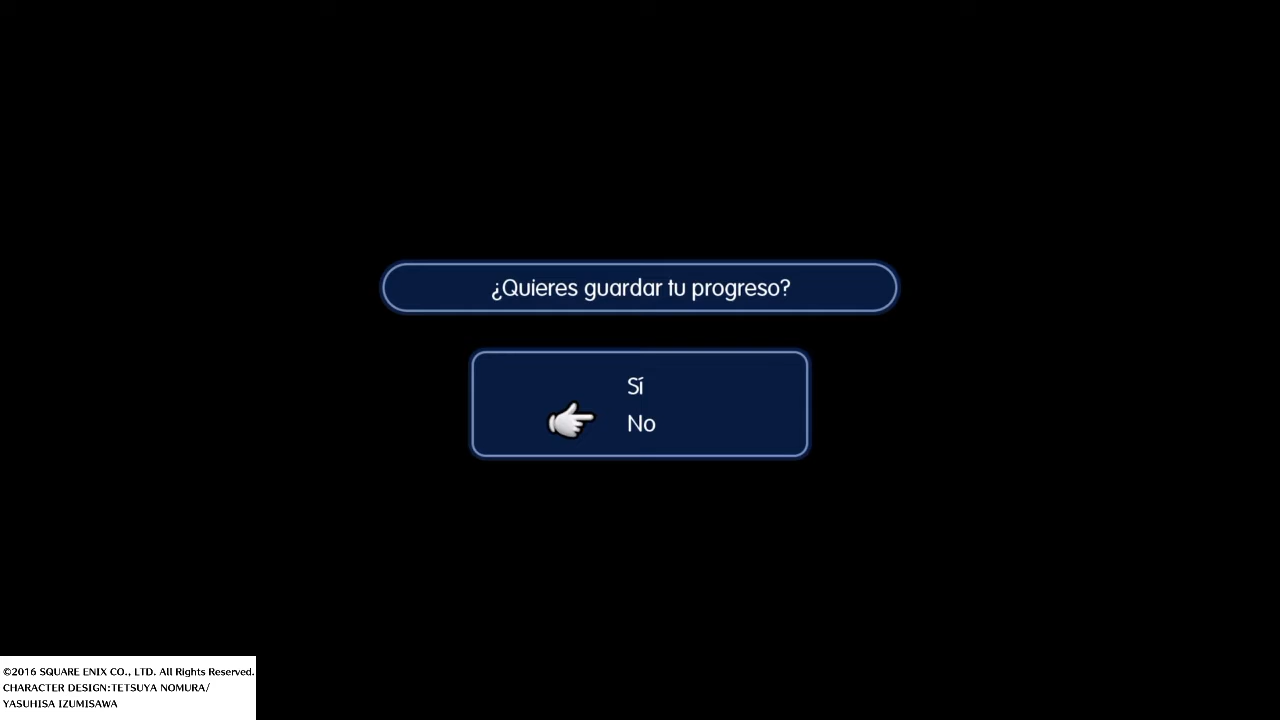 ¿Quieres guardar tu progreso?
Sí
No
©2016 SQUARE ENIX CO., LTD. All Rights Reserved.
CHARACTER DESIGN:TETSUYA NOMURA/
YASUHISA IZUMISAWA